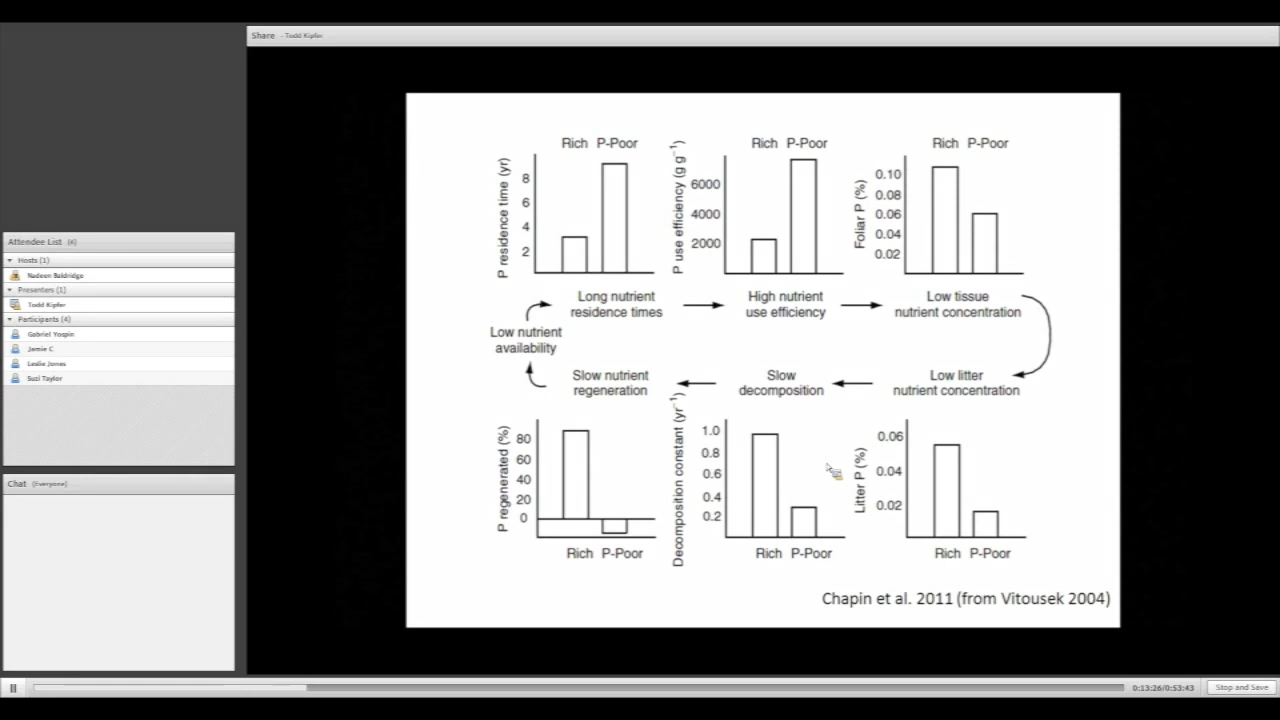 Share - Todd Kipfer
Attendee List (6)
Hosts (1)
Nadeen Baldridge
Presenters (1)
Todd Kipfer
Participants (4)
Gabriel Yospin
Jamie C
Leslie Jones
Suzi Taylor
Chat (Everyone)
Rich P-Poor
P residence time (yr)
8
6
4
2
Rich P-Poor
P use efficiency (g g⁻¹)
6000
4000
2000
Rich P-Poor
Foliar P (%)
0.10
0.08
0.06
0.04
0.02
Long nutrient
residence times
High nutrient
use efficiency
Low tissue
nutrient concentration
Low nutrient
availability
Slow nutrient
regeneration
Slow
decomposition
Low litter
nutrient concentration
P regenerated (%)
80
60
40
20
0
Rich P-Poor
Decomposition constant (yr⁻¹)
1.0
0.8
0.6
0.4
0.2
Rich P-Poor
Litter P (%)
0.06
0.04
0.02
Rich P-Poor
Chapin et al. 2011 (from Vitousek 2004)
0:13:26/0:53:43
Stop and Save